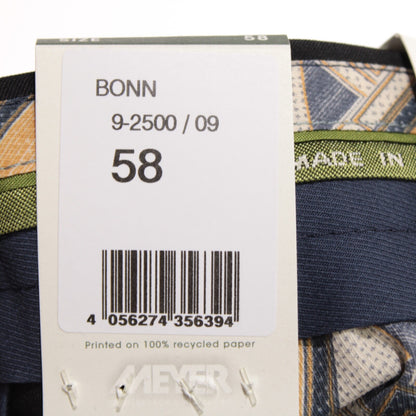 SIZE 58
BONN
9-2500 / 09
58
MADE IN
4 056274 356394
Printed on 100% recycled paper
MEYER